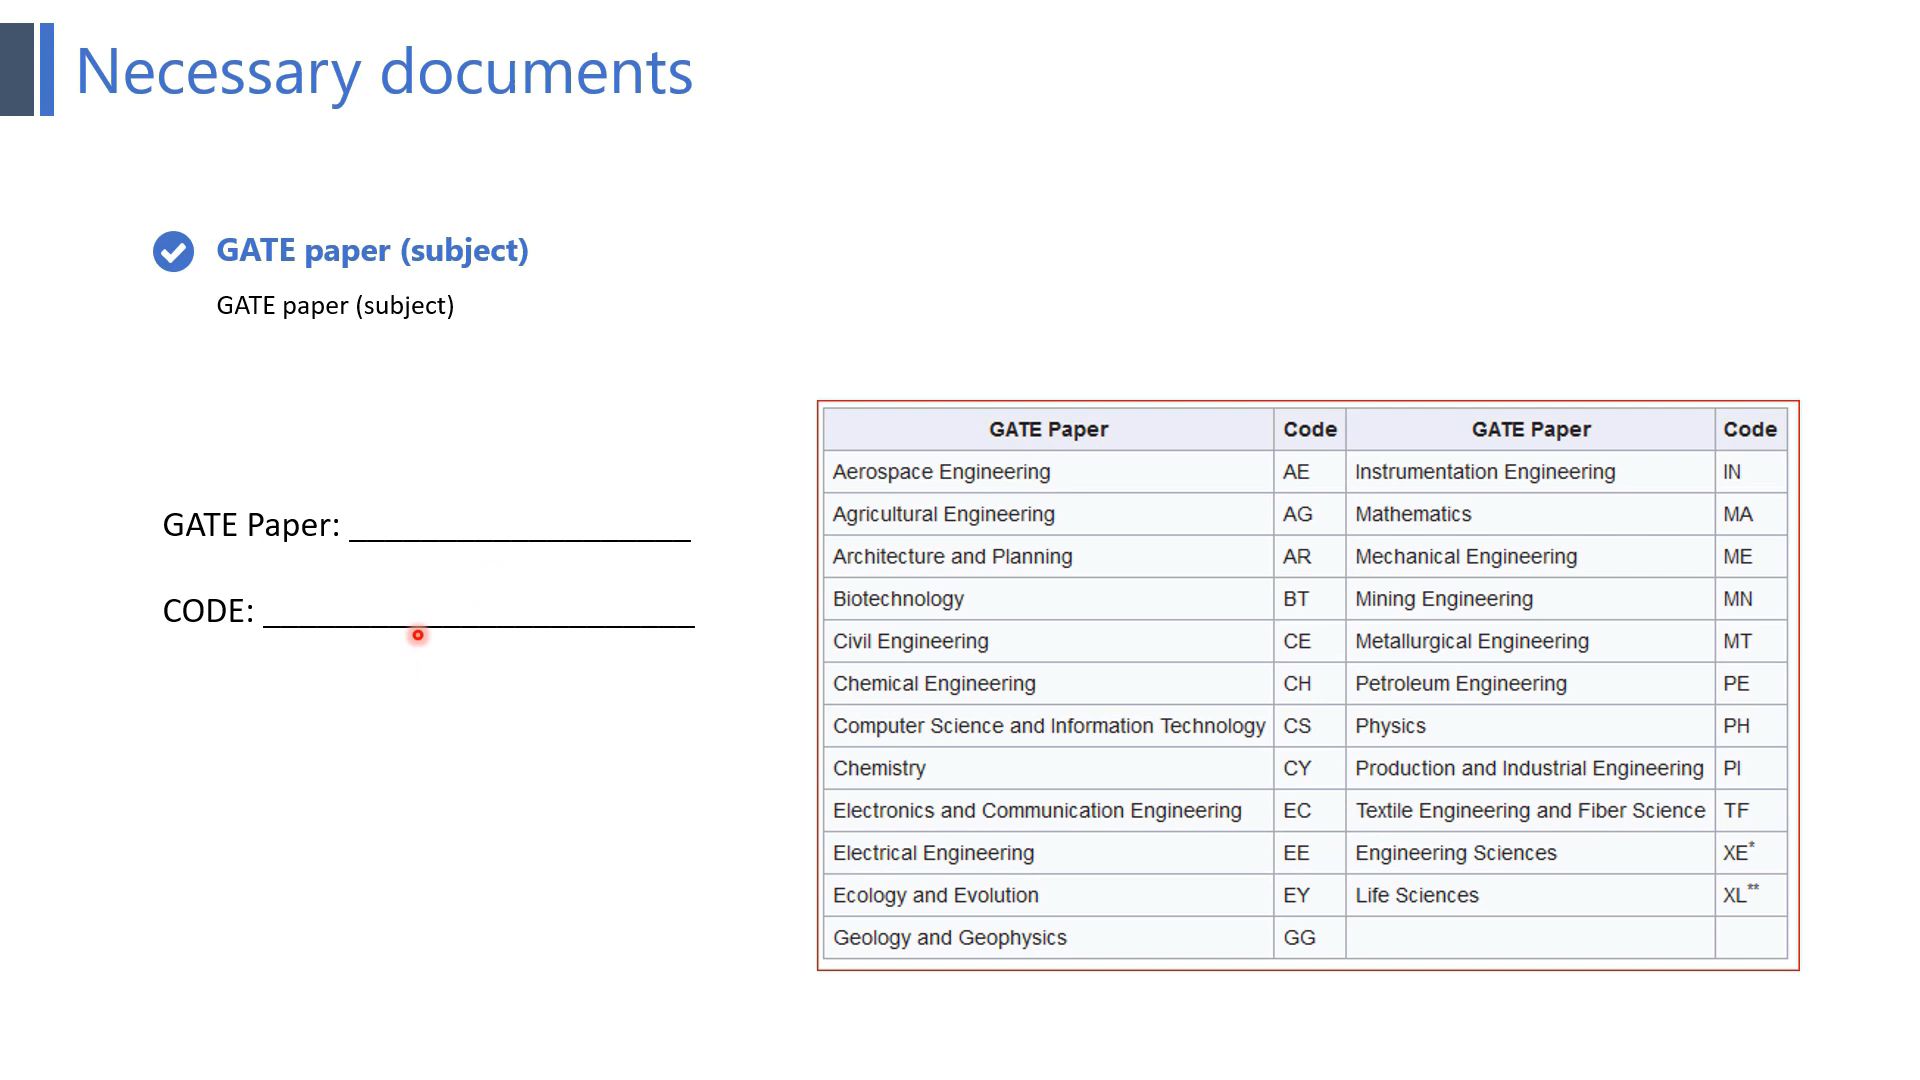 Necessary documents
GATE paper (subject)
GATE paper (subject)
GATE Paper: ___________________
CODE: ________________________
GATE Paper Code GATE Paper Code
Aerospace Engineering AE Instrumentation Engineering IN
Agricultural Engineering AG Mathematics MA
Architecture and Planning AR Mechanical Engineering ME
Biotechnology BT Mining Engineering MN
Civil Engineering CE Metallurgical Engineering MT
Chemical Engineering CH Petroleum Engineering PE
Computer Science and Information Technology CS Physics PH
Chemistry CY Production and Industrial Engineering PI
Electronics and Communication Engineering EC Textile Engineering and Fiber Science TF
Electrical Engineering EE Engineering Sciences XE*
Ecology and Evolution EY Life Sciences XL**
Geology and Geophysics GG